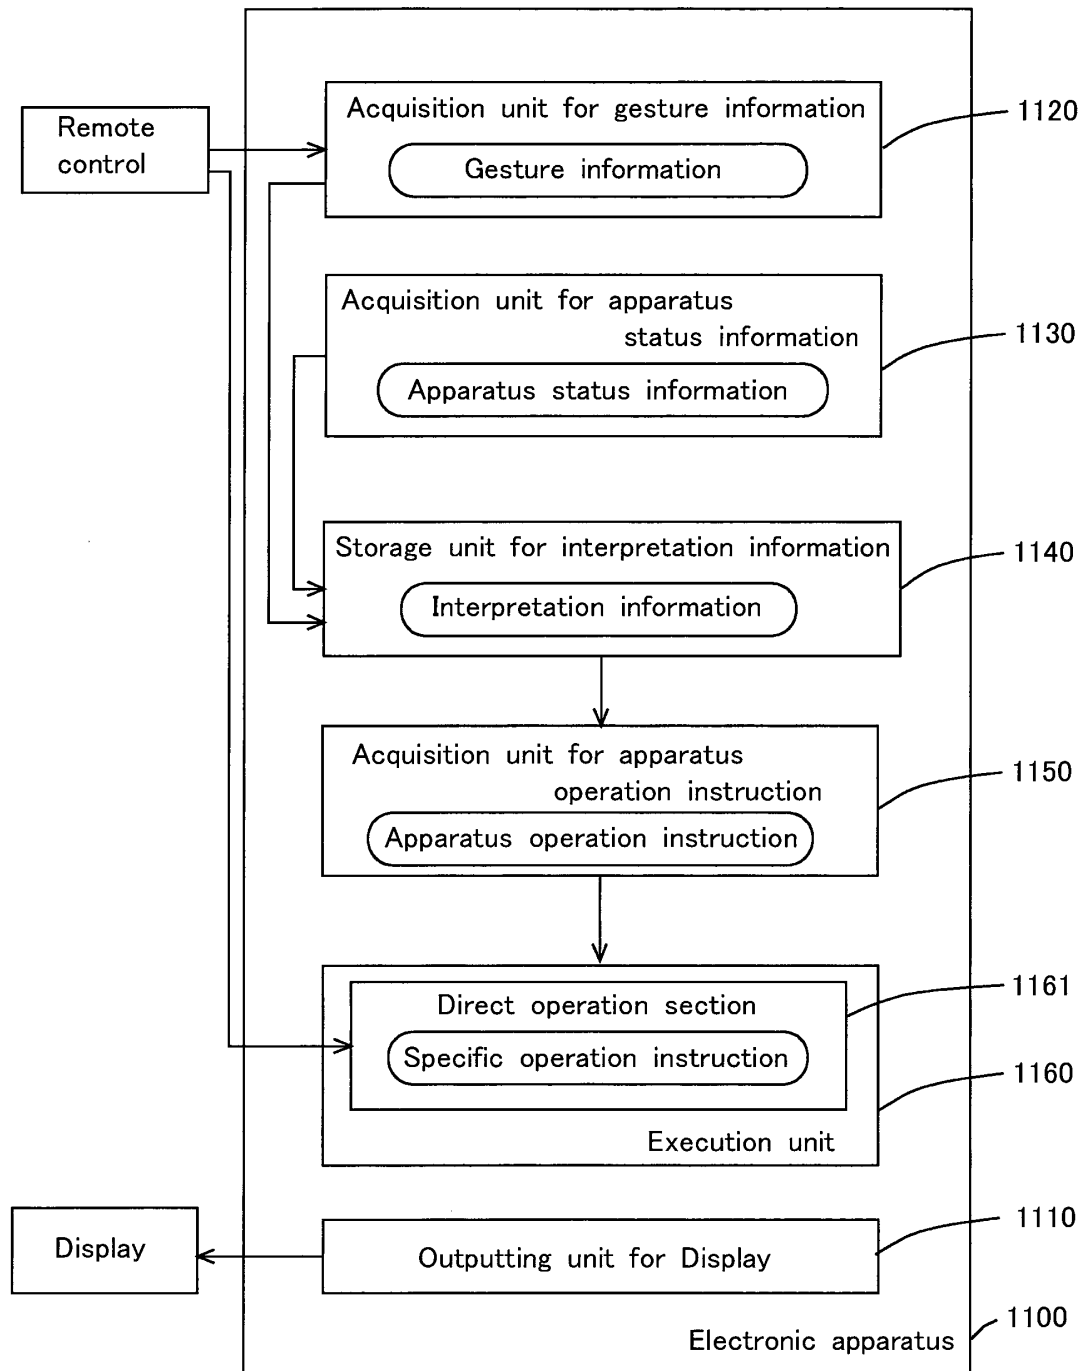 Remote
control
Acquisition unit for gesture information
Gesture information
1120
Acquisition unit for apparatus
status information
Apparatus status information
1130
Storage unit for interpretation information
Interpretation information
1140
Acquisition unit for apparatus
operation instruction
Apparatus operation instruction
1150
Direct operation section
Specific operation instruction
1161
1160
Execution unit
Display
Outputting unit for Display
1110
Electronic apparatus
1100